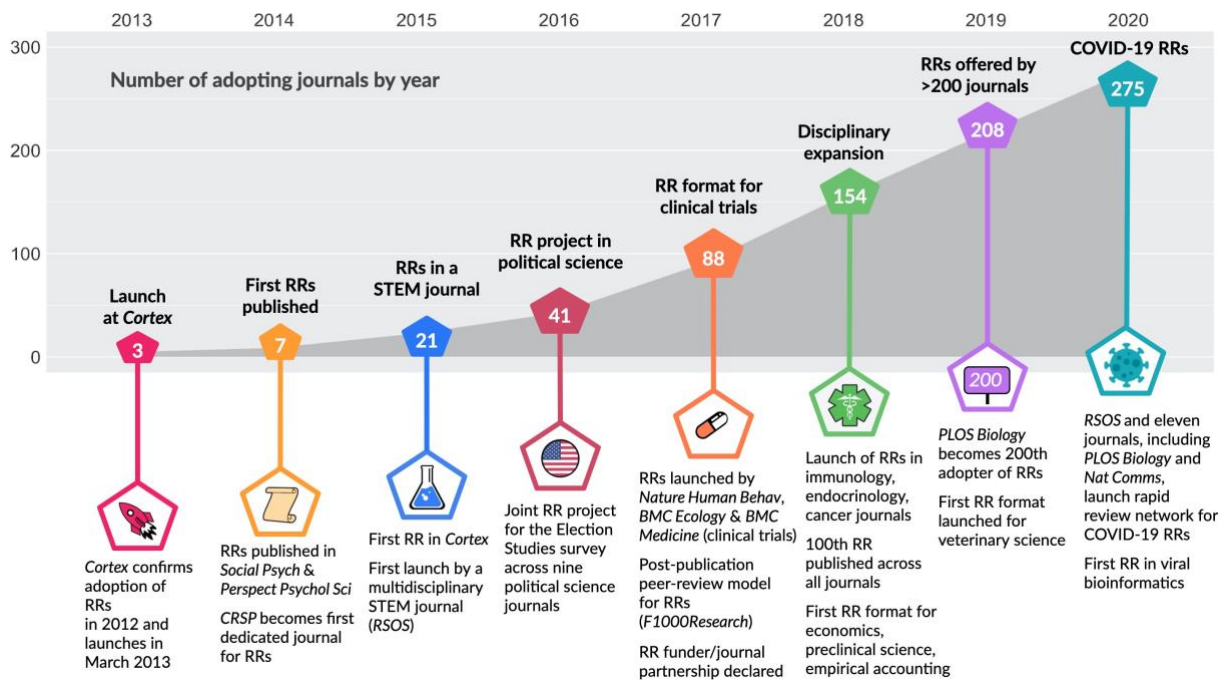 2013 2014 2015 2016 2017 2018 2019 2020
300
200
100
0
Number of adopting journals by year
Launch
at Cortex
3
Cortex confirms
adoption of
RRs
in 2012 and
launches in
March 2013
First RRs
published
7
RRs published in
Social Psych &
Perspect Psychol Sci
CRSP becomes first
dedicated journal
for RRs
RRs in a
STEM journal
21
First RR in Cortex
First launch by a
multidisciplinary
STEM journal
(RSOS)
RR project in
political science
41
Joint RR project
for the Election
Studies survey
across nine
political science
journals
RR format for
clinical trials
88
RRs launched by
Nature Human Behav,
BMC Ecology & BMC
Medicine (clinical trials)
Post-publication
peer-review model
for RRs
(F1000Research)
RR funder/journal
partnership declared
Disciplinary
expansion
154
Launch of RRs in
immunology,
endocrinology,
cancer journals
100th RR
published across
all journals
First RR format for
economics,
preclinical science,
empirical accounting
RRs offered by
>200 journals
208
200
PLOS Biology
becomes 200th
adopter of RRs
First RR format
launched for
veterinary science
COVID-19 RRs
275
RSOS and eleven
journals, including
PLOS Biology and
Nat Comms,
launch rapid
review network for
COVID-19 RRs
First RR in viral
bioinformatics